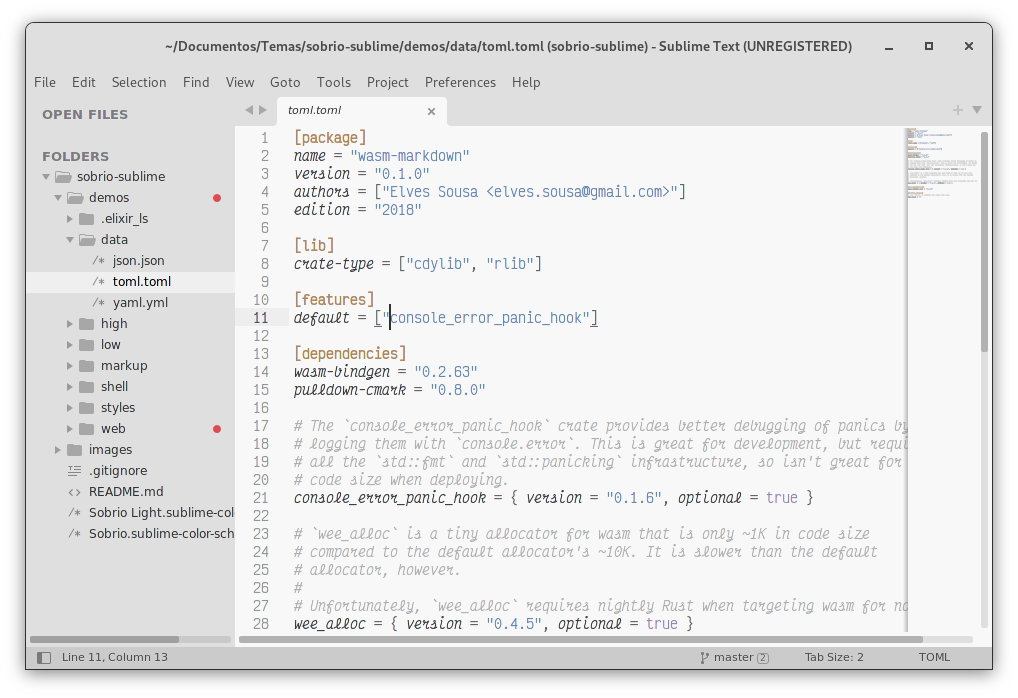 ~/Documentos/Temas/sobrio-sublime/demos/data/toml.toml (sobrio-sublime) - Sublime Text (UNREGISTERED)
File Edit Selection Find View Goto Tools Project Preferences Help
OPEN FILES
FOLDERS
sobrio-sublime
demos
.elixir_ls
data
/* json.json
/* toml.toml
/* yaml.yml
high
low
markup
shell
styles
web
images
.gitignore
<> README.md
/* Sobrio Light.sublime-col
/* Sobrio.sublime-color-sch
toml.toml
1 [package]
2 name = "wasm-markdown"
3 version = "0.1.0"
4 authors = ["Elves Sousa <elves.sousa@gmail.com>"]
5 edition = "2018"
6
7 [lib]
8 crate-type = ["cdylib", "rlib"]
9
10 [features]
11 default = ["console_error_panic_hook"]
12
13 [dependencies]
14 wasm-bindgen = "0.2.63"
15 pulldown-cmark = "0.8.0"
16
17 # The `console_error_panic_hook` crate provides better debugging of panics by
18 # logging them with `console.error`. This is great for development, but requi
19 # all the `std::fmt` and `std::panicking` infrastructure, so isn't great for
20 # code size when deploying.
21 console_error_panic_hook = { version = "0.1.6", optional = true }
22
23 # `wee_alloc` is a tiny allocator for wasm that is only ~1K in code size
24 # compared to the default allocator's ~10K. It is slower than the default
25 # allocator, however.
26 #
27 # Unfortunately, `wee_alloc` requires nightly Rust when targeting wasm for no
28 wee_alloc = { version = "0.4.5", optional = true }
Line 11, Column 13
master 2
Tab Size: 2
TOML